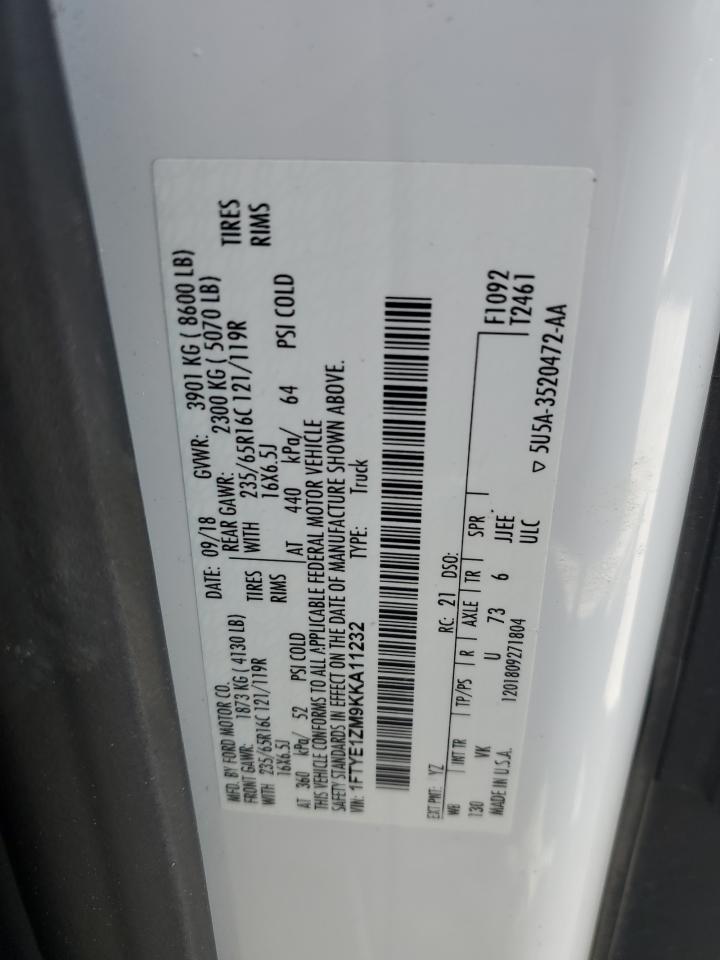 MFD. BY FORD MOTOR CO. DATE: 09/18 GVWR: 3901 KG ( 8600 LB)
FRONT GAWR: 1873 KG ( 4130 LB) REAR GAWR: 2300 KG ( 5070 LB)
WITH 235/65R16C 121/119R TIRES WITH 235/65R16C 121/119R TIRES
16X6.5J RIMS 16X6.5J RIMS
AT 360 kPa/ 52 PSI COLD AT 440 kPa/ 64 PSI COLD
THIS VEHICLE CONFORMS TO ALL APPLICABLE FEDERAL MOTOR VEHICLE
SAFETY STANDARDS IN EFFECT ON THE DATE OF MANUFACTURE SHOWN ABOVE.
VIN: 1FTYE1ZM9KKA11232 TYPE: Truck
EXT PNT: YZ RC: 21 DSO:
WB INT TR TP/PS R AXLE TR SPR F1092
130 VK U 73 6 JJEE T2461
MADE IN U.S.A. 1201809271804 ULC ▽ 5U5A-3520472-AA